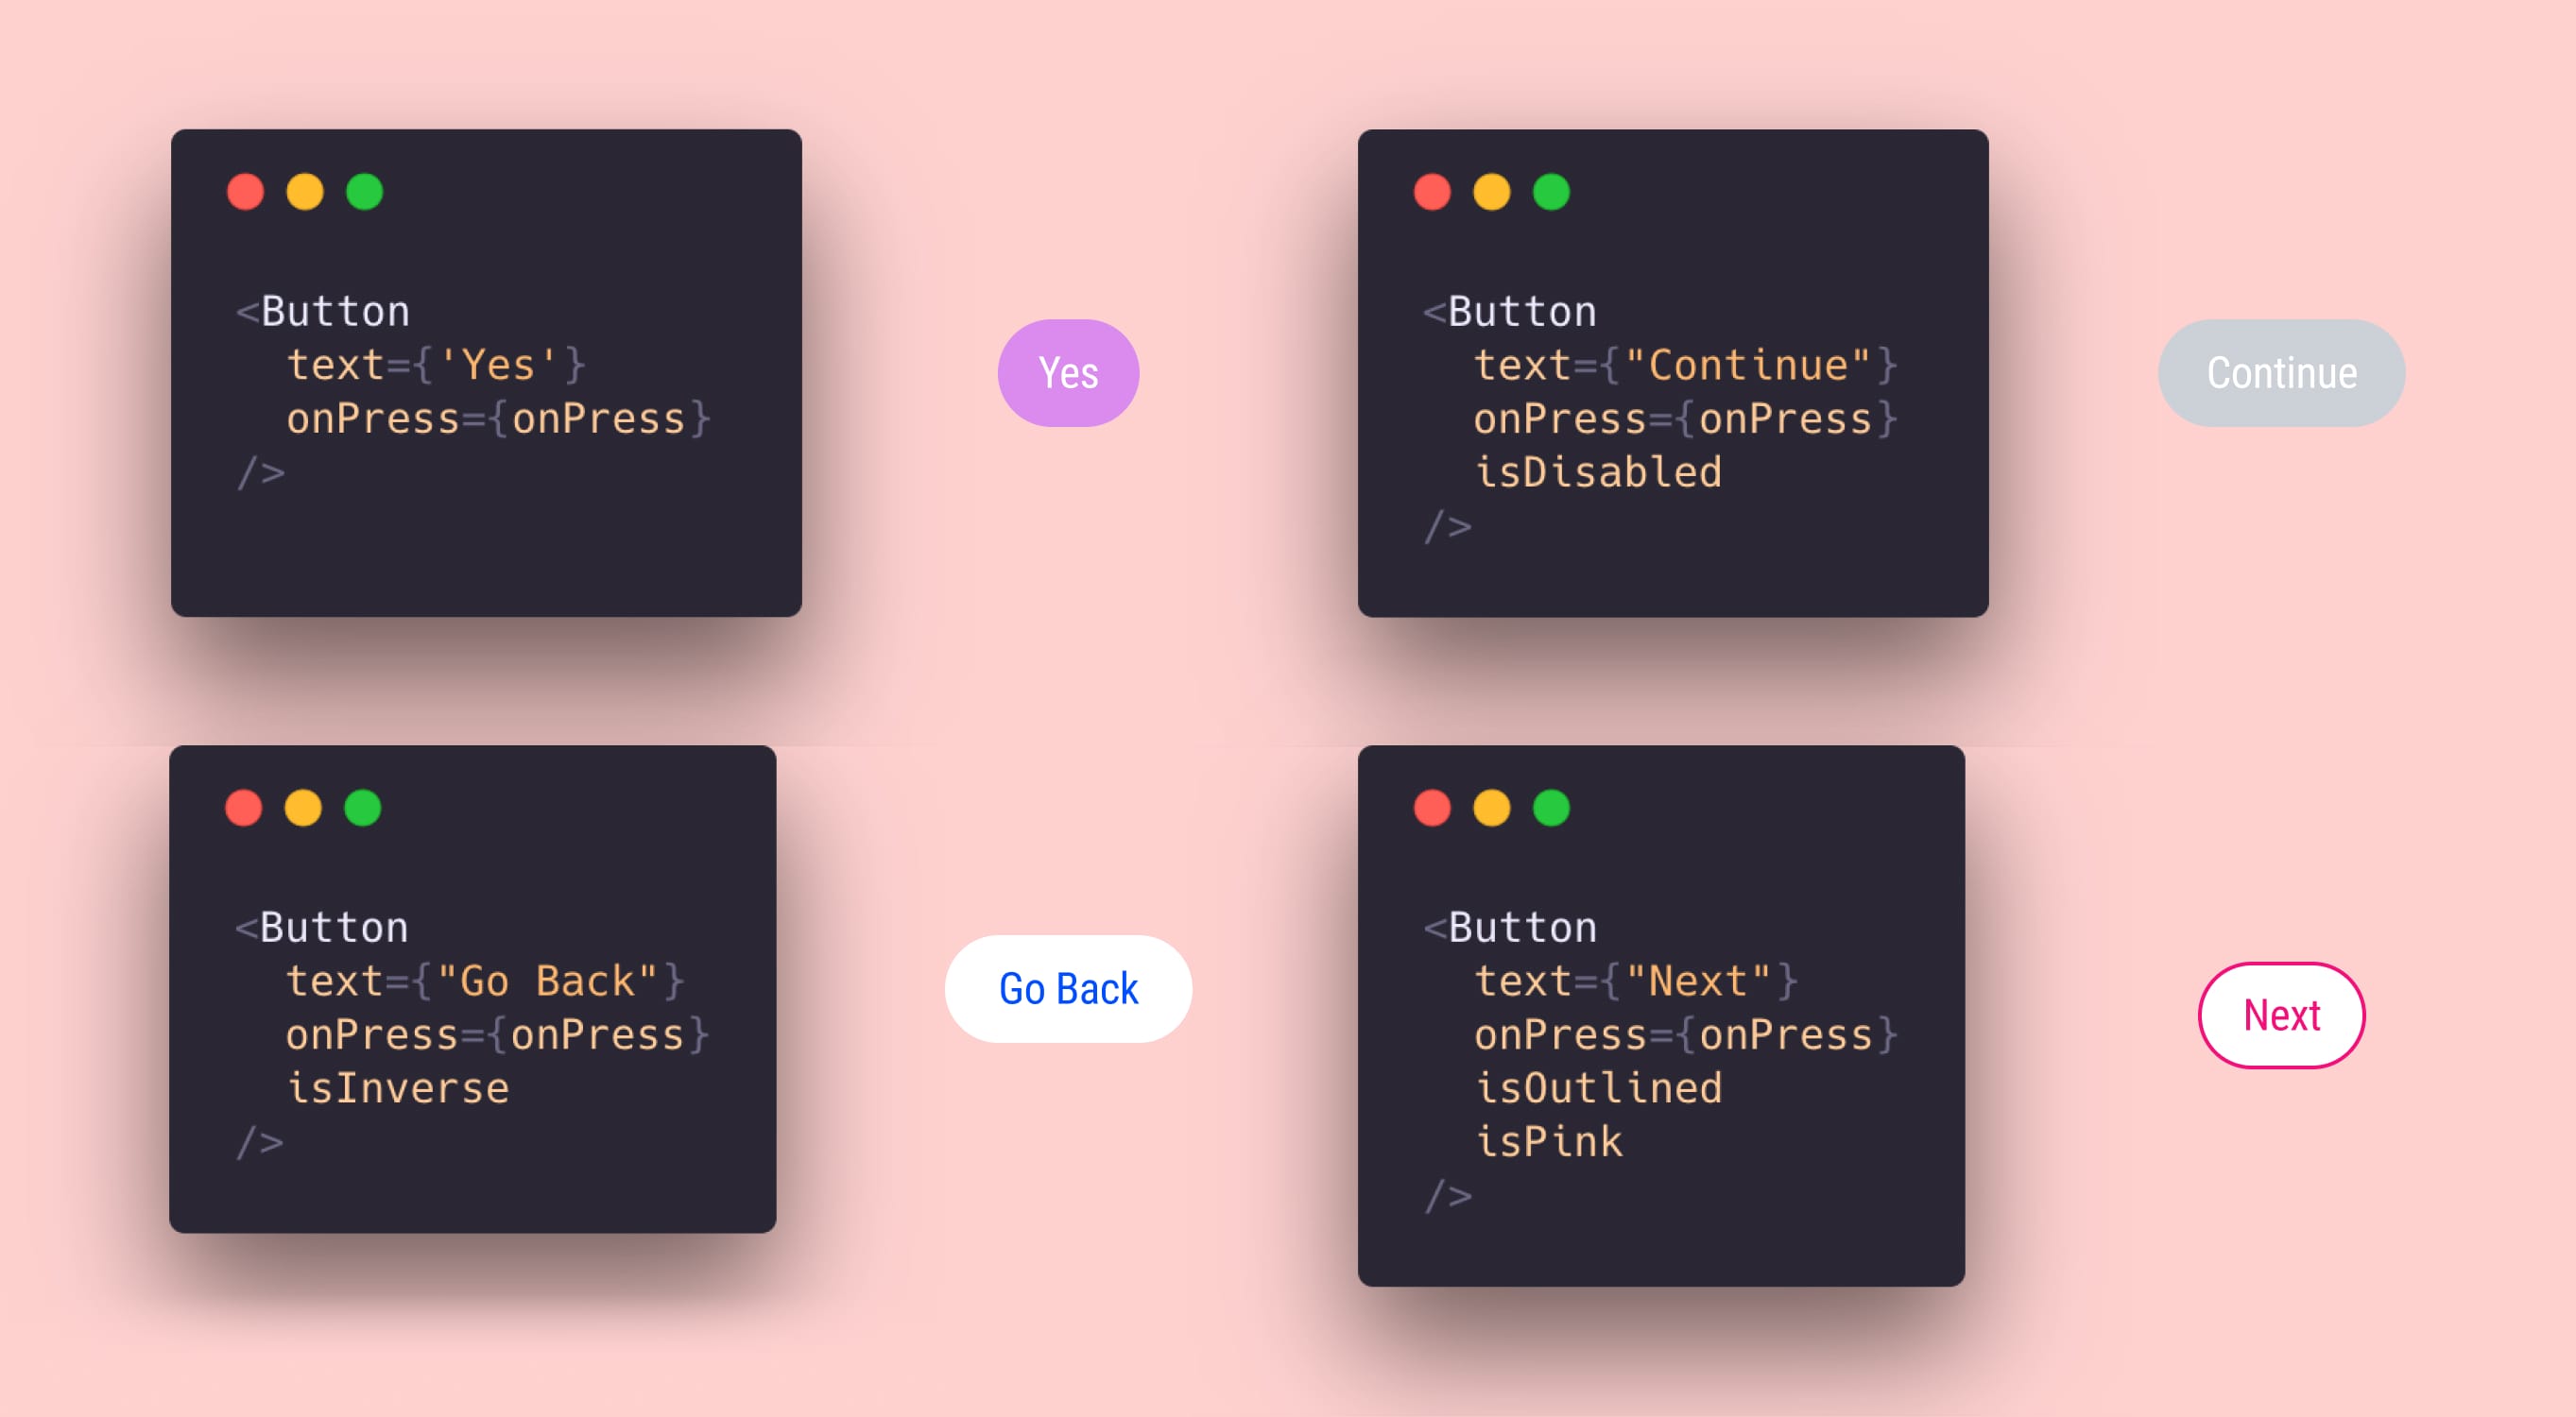 <Button
  text={'Yes'}
  onPress={onPress}
/>
Yes
<Button
  text={"Continue"}
  onPress={onPress}
  isDisabled
/>
Continue
<Button
  text={"Go Back"}
  onPress={onPress}
  isInverse
/>
Go Back
<Button
  text={"Next"}
  onPress={onPress}
  isOutlined
  isPink
/>
Next